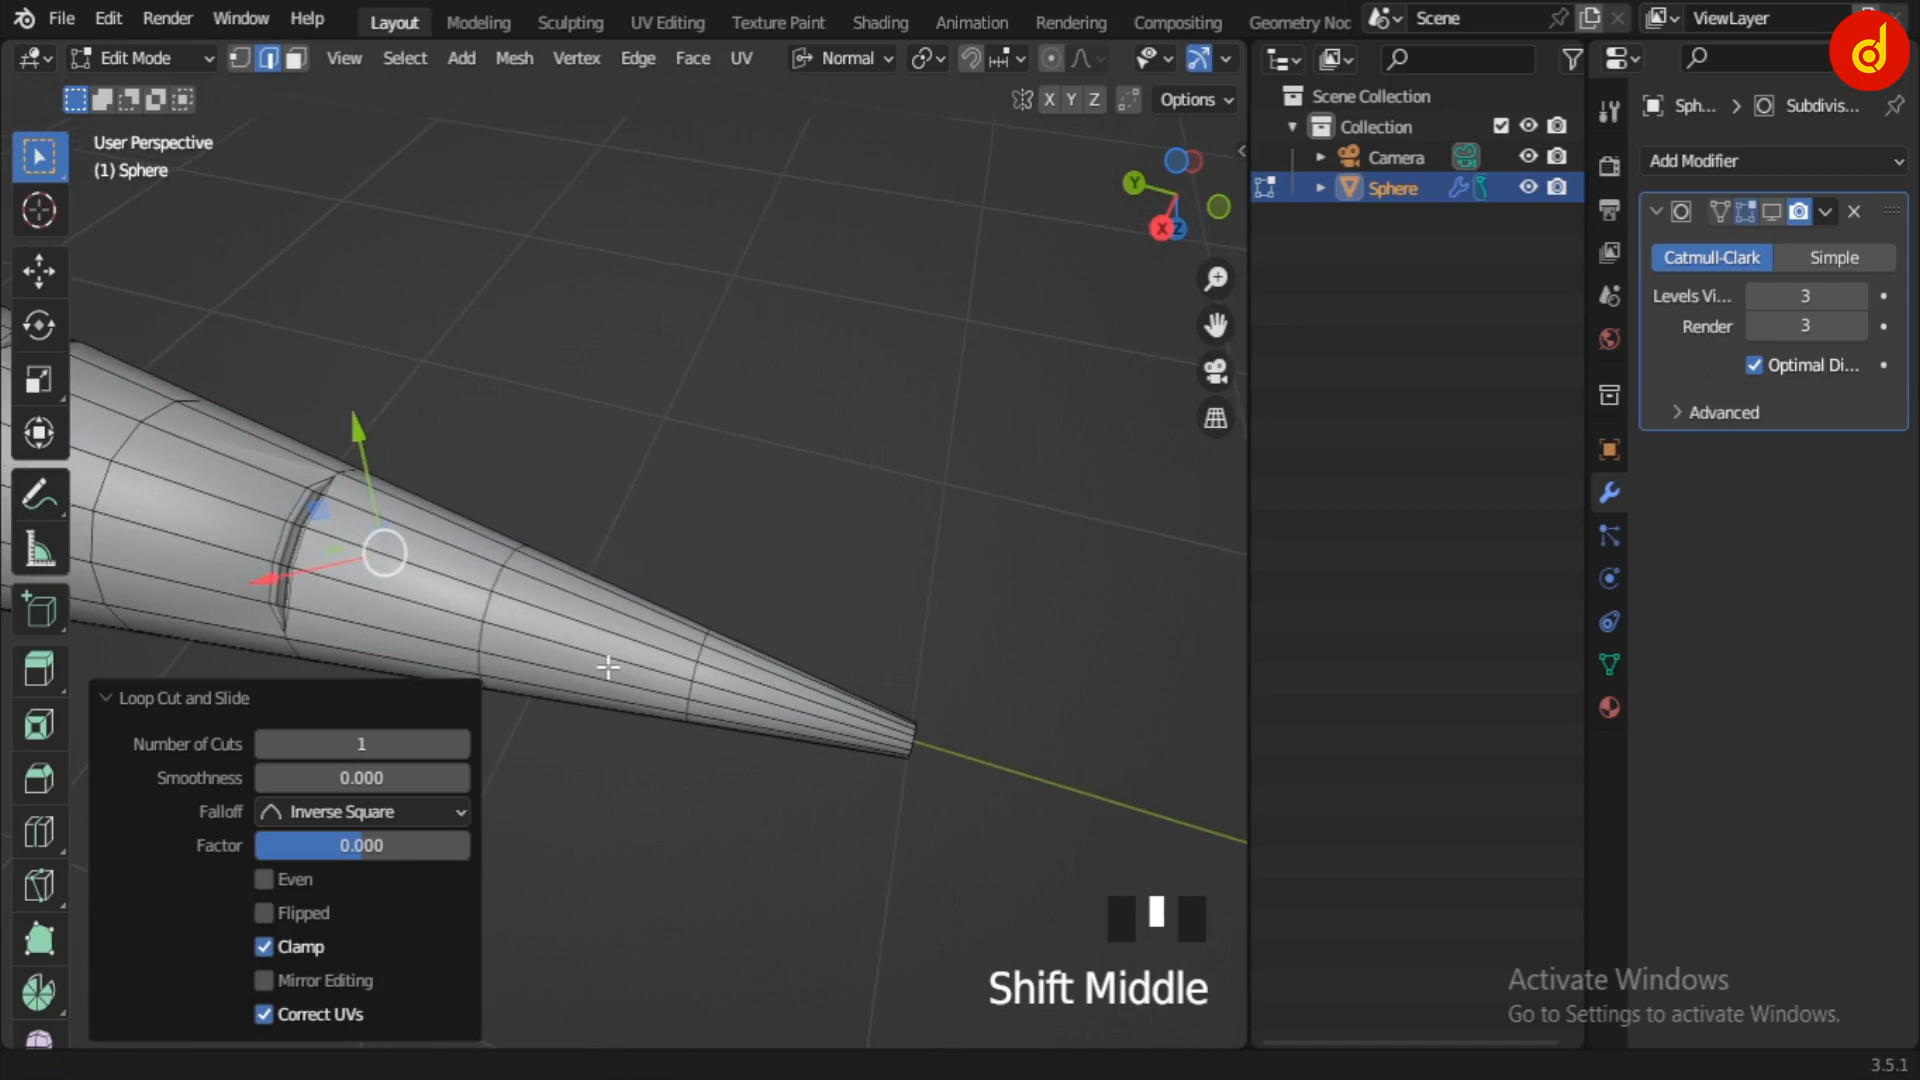 File Edit Render Window Help Layout Modeling Sculpting UV Editing Texture Paint Shading Animation Rendering Compositing Geometry Noc Scene ViewLayer
Edit Mode View Select Add Mesh Vertex Edge Face UV Normal
X Y Z Options
User Perspective
(1) Sphere
Y
X Z
Scene Collection
Collection
Camera
Sphere
Sph... > Subdivis...
Add Modifier
Catmull-Clark Simple
Levels Vi... 3
Render 3
Optimal Di...
Advanced
Loop Cut and Slide
Number of Cuts 1
Smoothness 0.000
Falloff Inverse Square
Factor 0.000
Even
Flipped
Clamp
Mirror Editing
Correct UVs
Shift Middle
Activate Windows
Go to Settings to activate Windows.
3.5.1